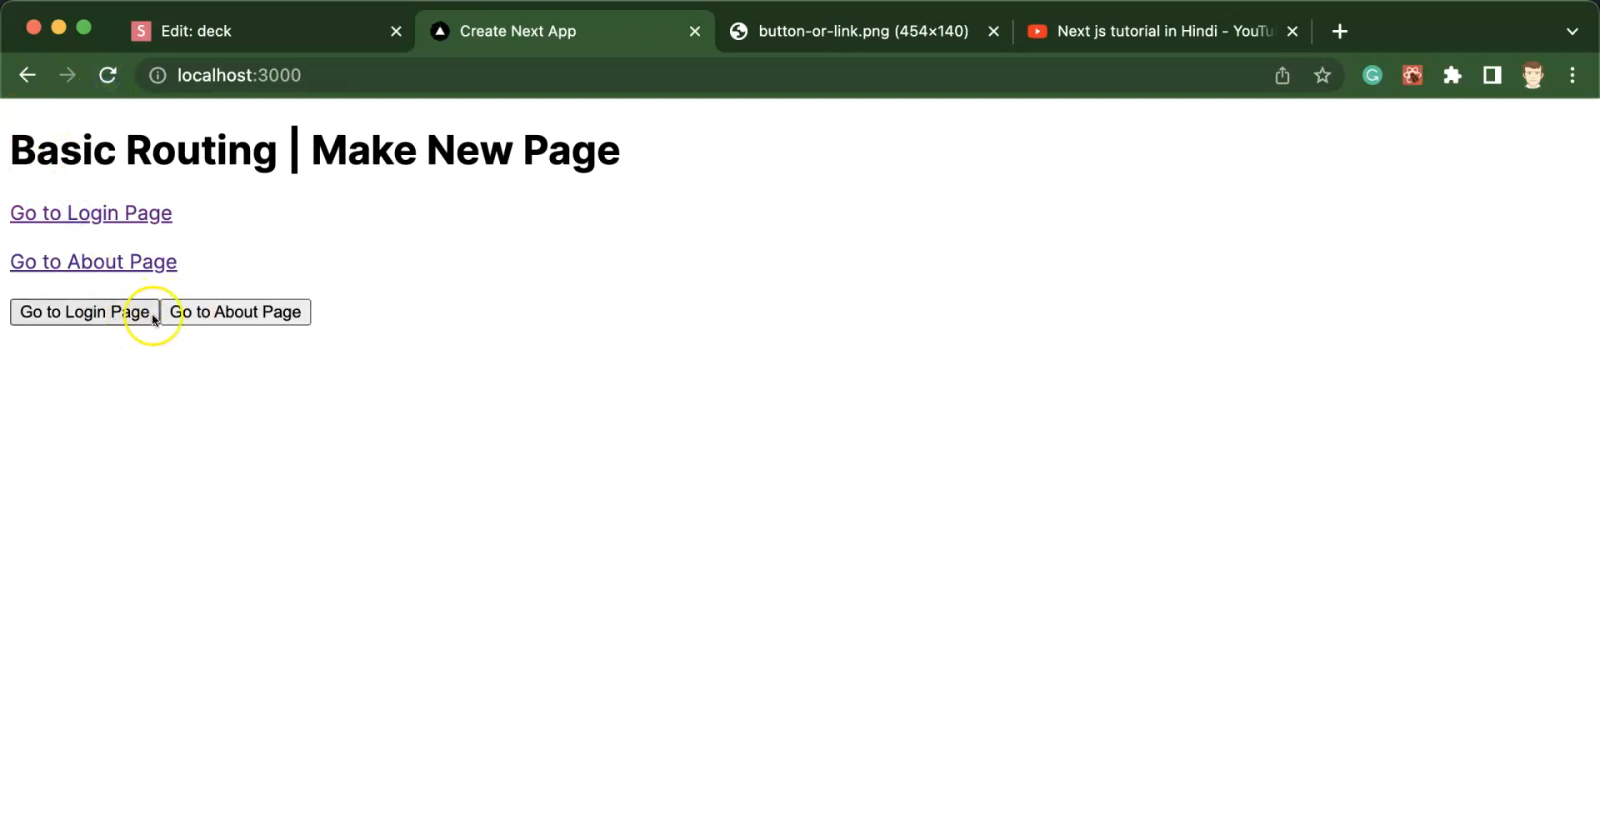 S Edit: deck
Create Next App
button-or-link.png (454×140)
Next js tutorial in Hindi - YouTu
localhost:3000
Basic Routing | Make New Page
Go to Login Page
Go to About Page
Go to Login Page Go to About Page